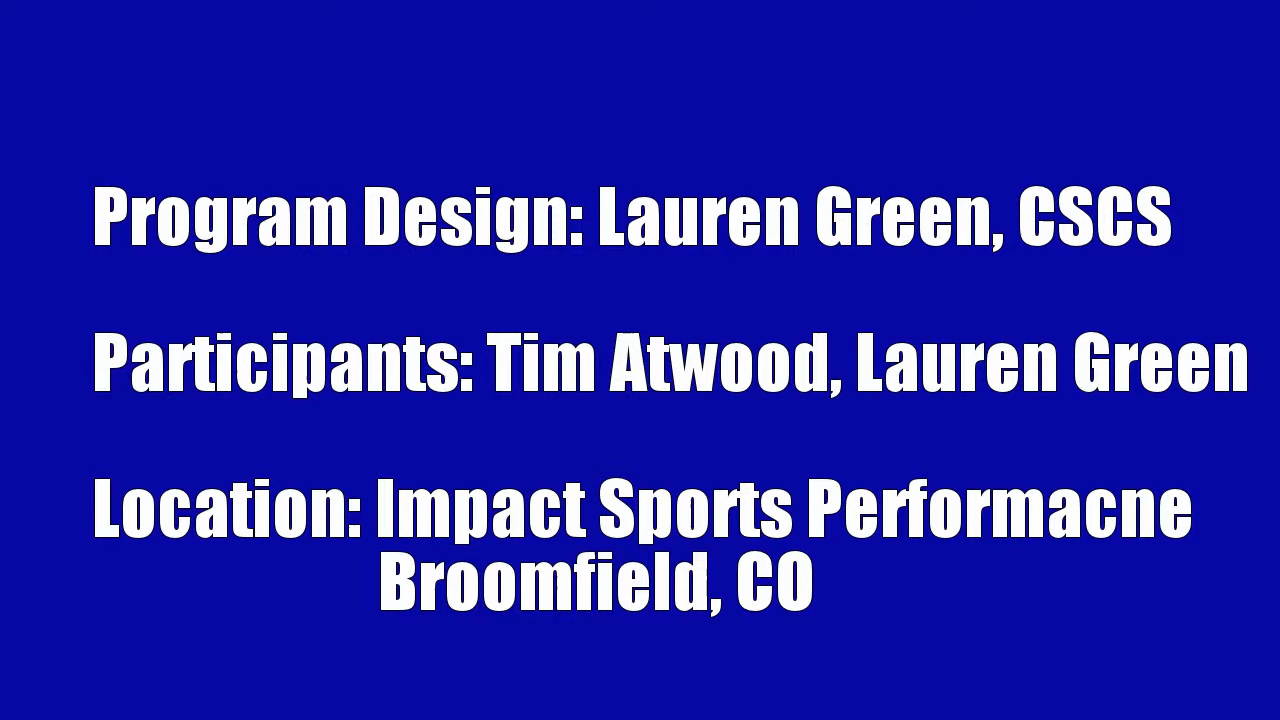 Program Design: Lauren Green, CSCS
Participants: Tim Atwood, Lauren Green
Location: Impact Sports Performacne
Broomfield, CO